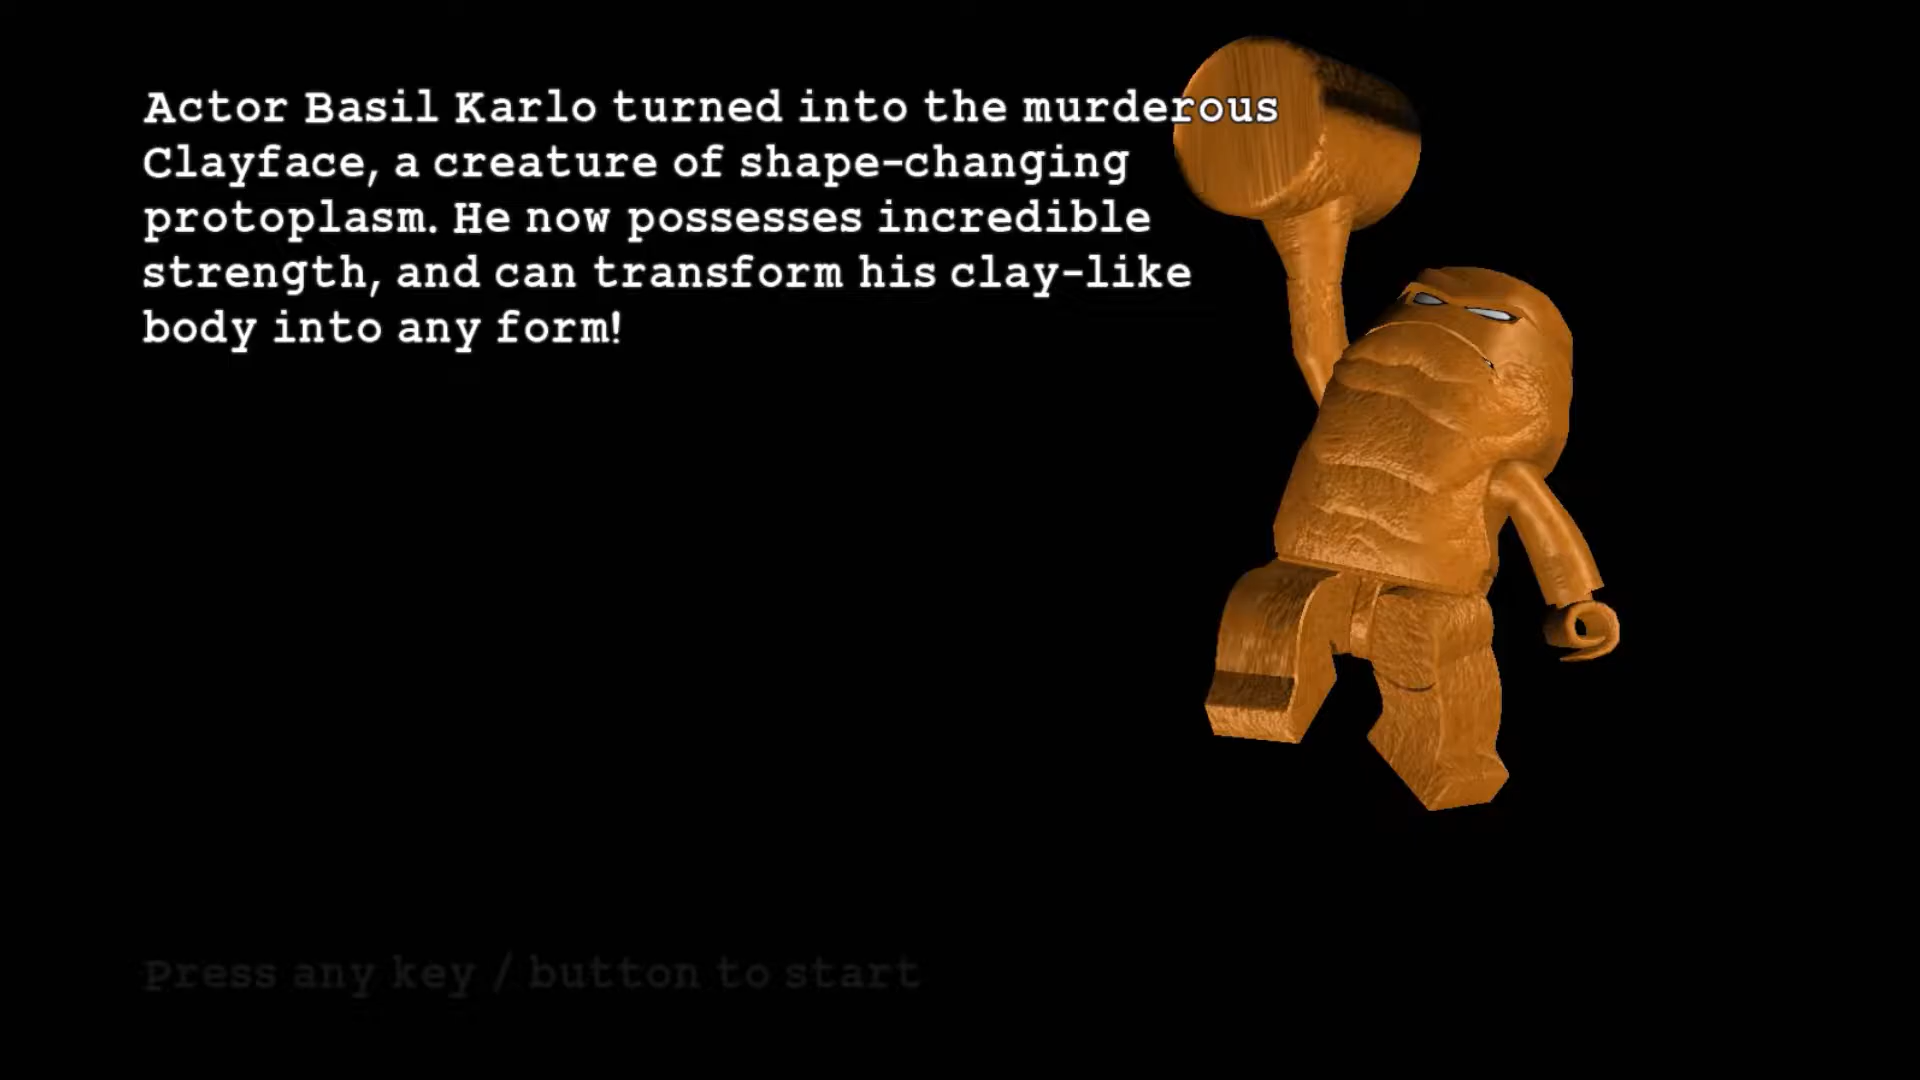 Actor Basil Karlo turned into the murderous
Clayface, a creature of shape-changing
protoplasm. He now possesses incredible
strength, and can transform his clay-like
body into any form!
Press any key / button to start